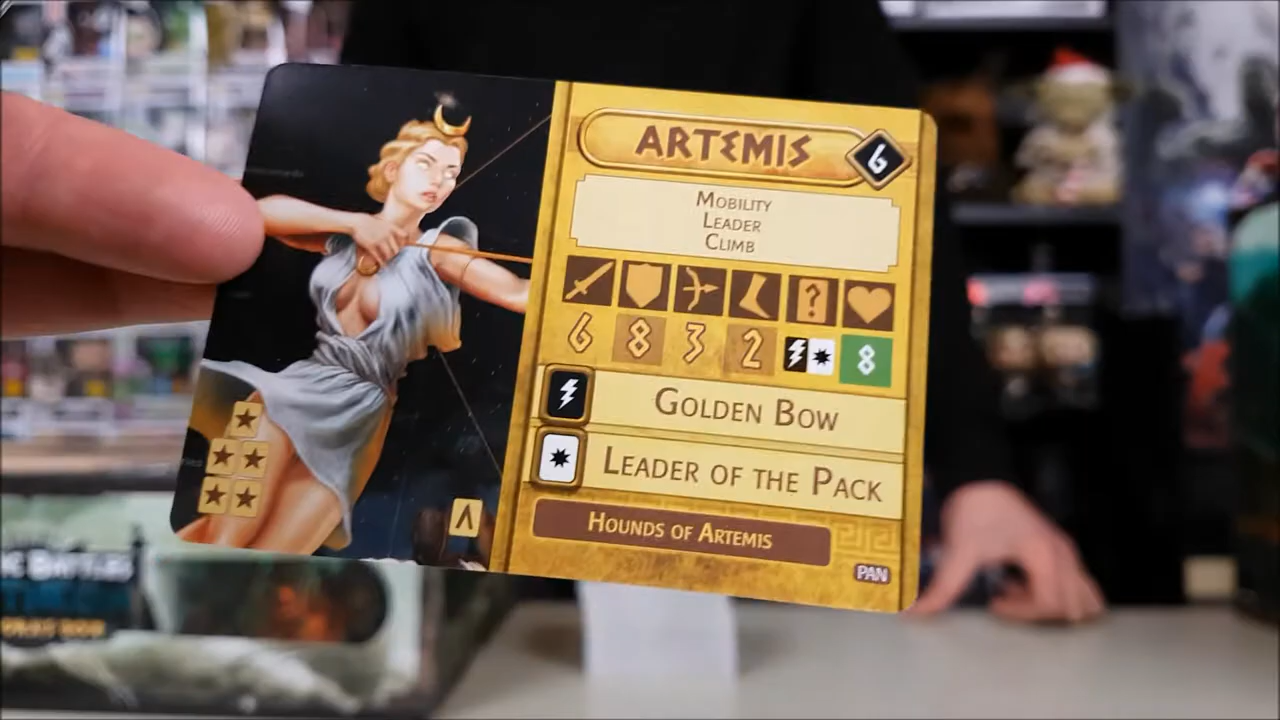 ARTEMIS
6
MOBILITY
LEADER
CLIMB
6 8 3 2 8
GOLDEN BOW
LEADER OF THE PACK
HOUNDS OF ARTEMIS
PAN
BATTLES